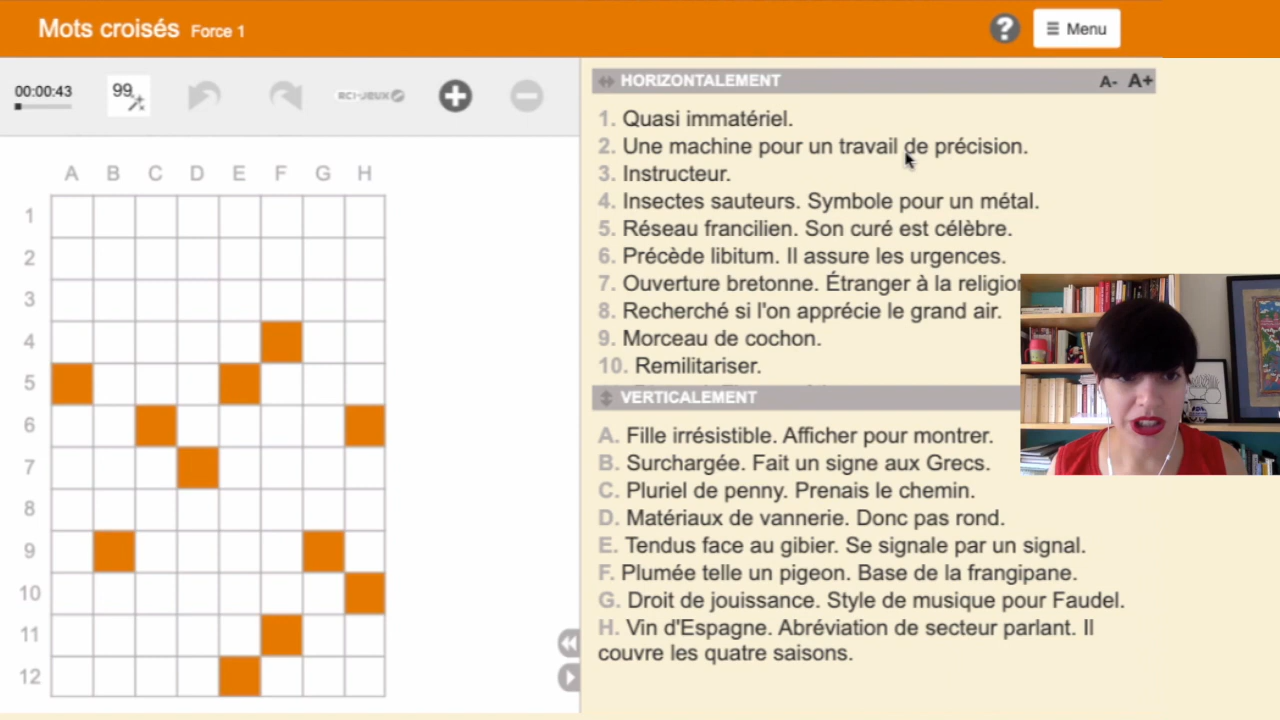 Mots croisés Force 1
? ☰ Menu
00:00:43
99
RCI-JEUX
A B C D E F G H
1
2
3
4
5
6
7
8
9
10
11
12
HORIZONTALEMENT A- A+
1. Quasi immatériel.
2. Une machine pour un travail de précision.
3. Instructeur.
4. Insectes sauteurs. Symbole pour un métal.
5. Réseau francilien. Son curé est célèbre.
6. Précède libitum. Il assure les urgences.
7. Ouverture bretonne. Étranger à la religion
8. Recherché si l'on apprécie le grand air.
9. Morceau de cochon.
10. Remilitariser.
VERTICALEMENT
A. Fille irrésistible. Afficher pour montrer.
B. Surchargée. Fait un signe aux Grecs.
C. Pluriel de penny. Prenais le chemin.
D. Matériaux de vannerie. Donc pas rond.
E. Tendus face au gibier. Se signale par un signal.
F. Plumée telle un pigeon. Base de la frangipane.
G. Droit de jouissance. Style de musique pour Faudel.
H. Vin d'Espagne. Abréviation de secteur parlant. Il
couvre les quatre saisons.